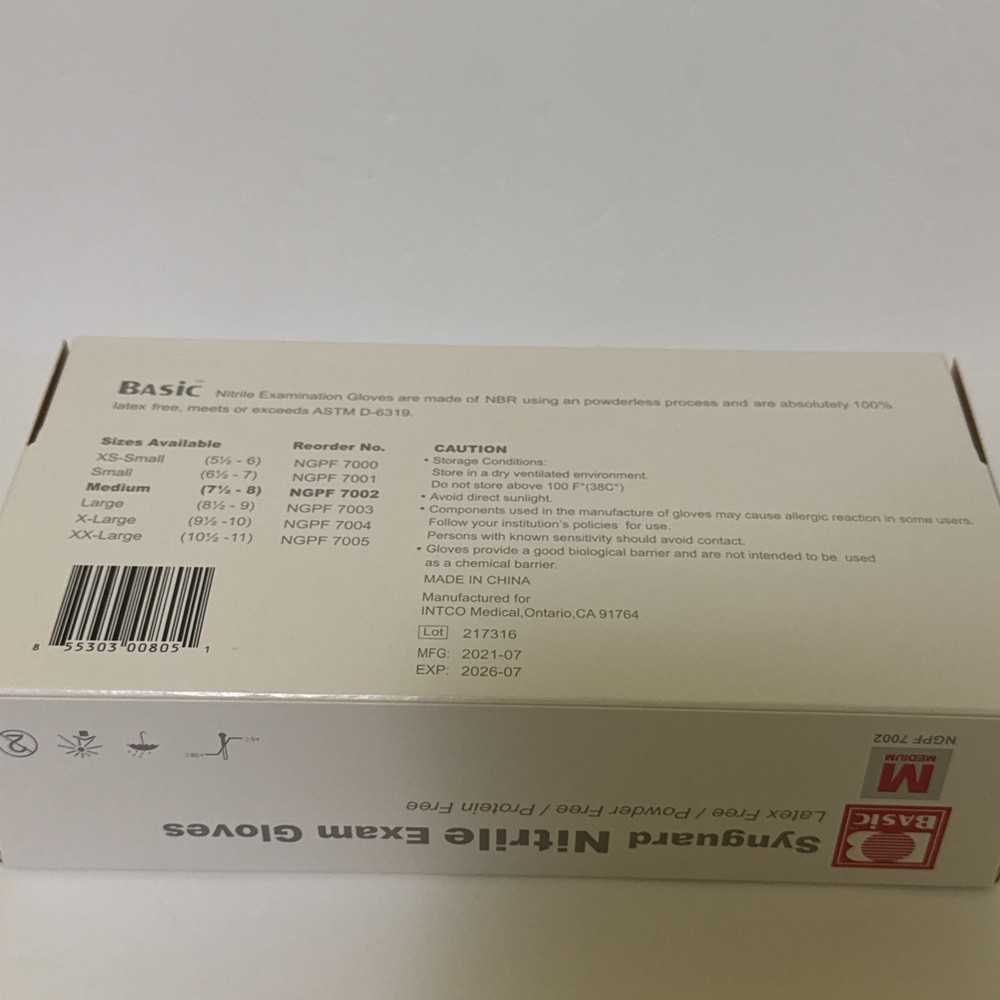 BASiC Nitrile Examination Gloves are made of NBR using an powderless process and are absolutely 100%
latex free, meets or exceeds ASTM D-6319.
Sizes Available Reorder No.
XS-Small (5½ - 6) NGPF 7000
Small (6½ - 7) NGPF 7001
Medium (7½ - 8) NGPF 7002
Large (8½ - 9) NGPF 7003
X-Large (9½ -10) NGPF 7004
XX-Large (10½ -11) NGPF 7005
8 55303 00805 1
CAUTION
• Storage Conditions:
Store in a dry ventilated environment.
Do not store above 100 F°(38C°)
• Avoid direct sunlight.
• Components used in the manufacture of gloves may cause allergic reaction in some users.
Follow your institution's policies for use.
Persons with known sensitivity should avoid contact.
• Gloves provide a good biological barrier and are not intended to be used
as a chemical barrier.
MADE IN CHINA
Manufactured for
INTCO Medical,Ontario,CA 91764
Lot 217316
MFG: 2021-07
EXP: 2026-07
BASiC
Synguard Nitrile Exam Gloves
Latex Free / Powder Free / Protein Free
M
MEDIUM
NGPF 7002